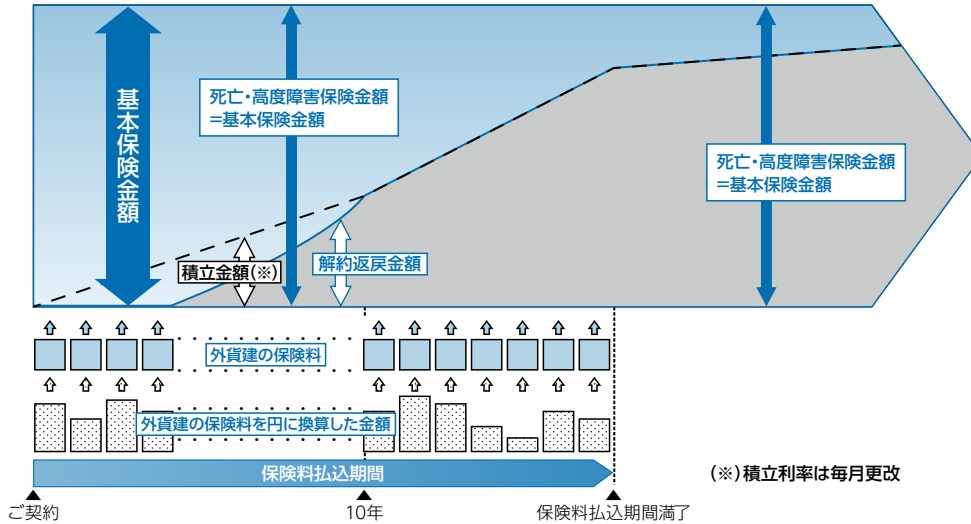 基本保険金額
死亡・高度障害保険金額
=基本保険金額
死亡・高度障害保険金額
=基本保険金額
積立金額(※)
解約返戻金額
外貨建の保険料
外貨建の保険料を円に換算した金額
保険料払込期間
(※)積立利率は毎月更改
ご契約
10年
保険料払込期間満了